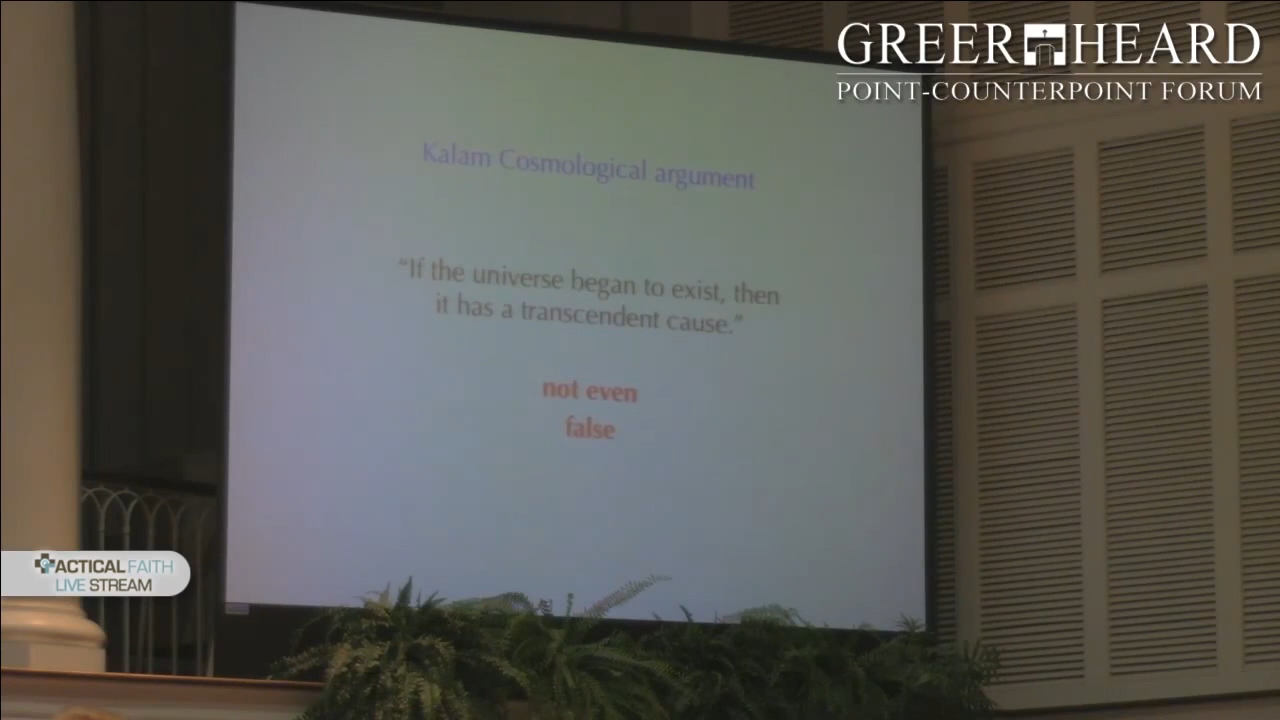 GREER HEARD
POINT-COUNTERPOINT FORUM
Kalam Cosmological argument
“If the universe began to exist, then
it has a transcendent cause.”
not even
false
TACTICAL FAITH
LIVE STREAM